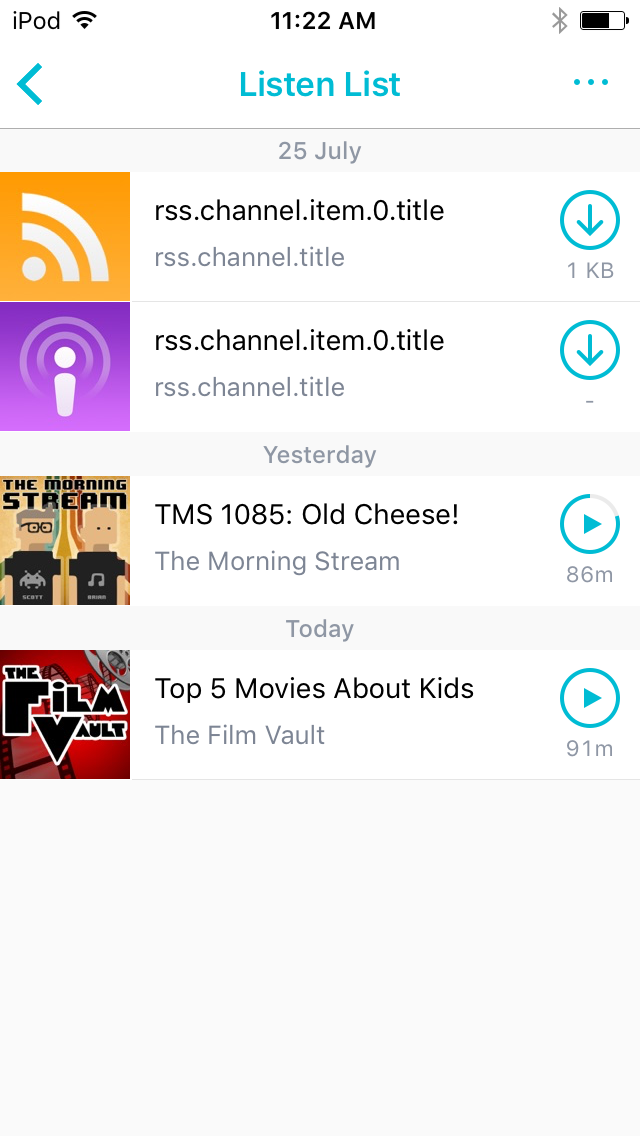 iPod 11:22 AM
Listen List
25 July
rss.channel.item.0.title
rss.channel.title
1 KB
rss.channel.item.0.title
rss.channel.title
-
Yesterday
THE MORNING
STREAM
SCOTT BRIAN
TMS 1085: Old Cheese!
The Morning Stream
86m
Today
THE
FiLM
VAULT
Top 5 Movies About Kids
The Film Vault
91m